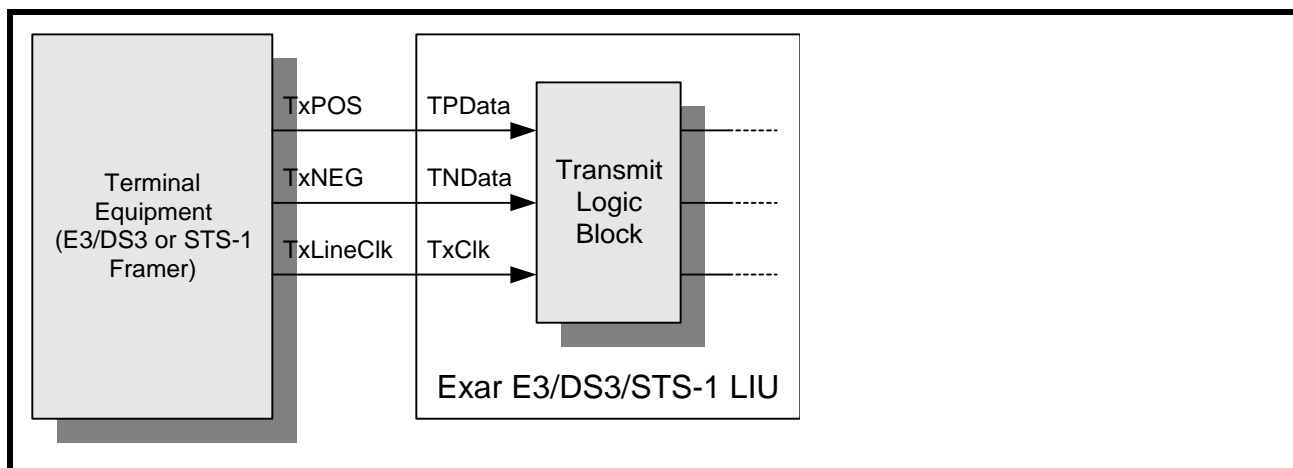 TxPOS
TPData
TxNEG
TNData
TxLineClk
TxClk
Terminal
Equipment
(E3/DS3 or STS-1
Framer)
Transmit
Logic
Block
Exar E3/DS3/STS-1 LIU